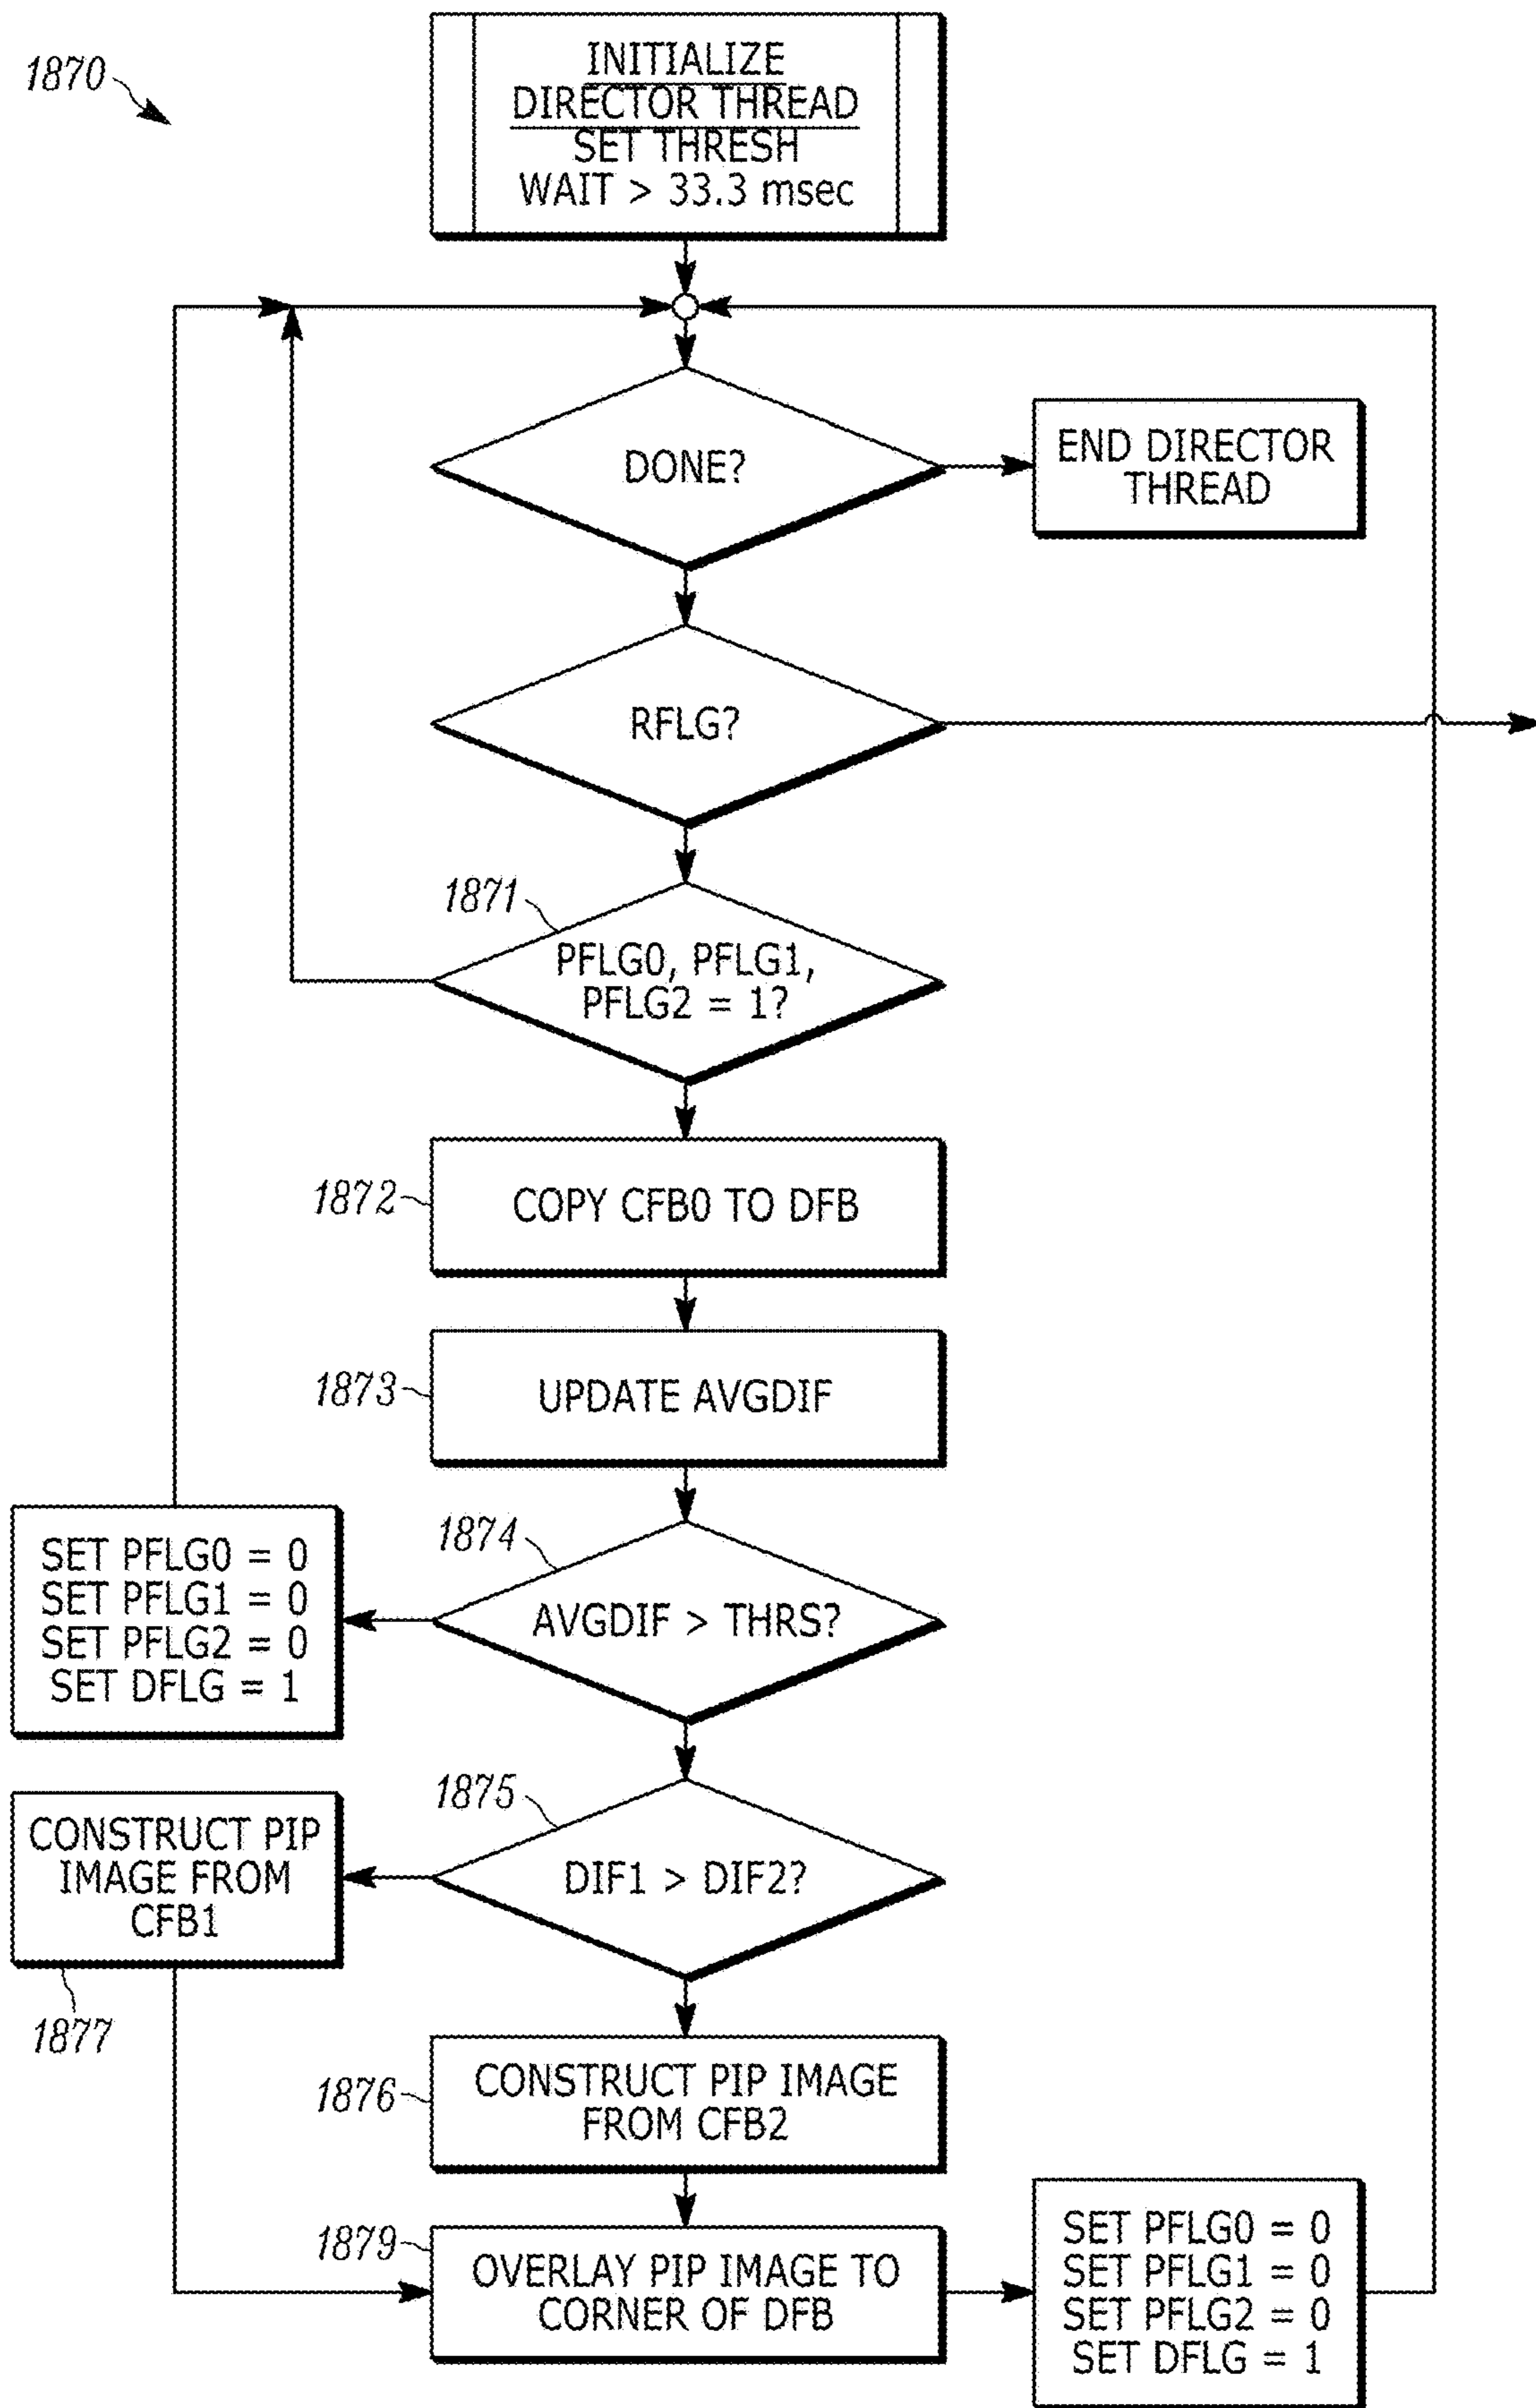 1870
INITIALIZE
DIRECTOR THREAD
SET THRESH
WAIT > 33.3 msec
DONE?
END DIRECTOR
THREAD
RFLG?
1871
PFLG0, PFLG1,
PFLG2 = 1?
1872
COPY CFB0 TO DFB
1873
UPDATE AVGDIF
1874
AVGDIF > THRS?
SET PFLG0 = 0
SET PFLG1 = 0
SET PFLG2 = 0
SET DFLG = 1
1875
DIF1 > DIF2?
CONSTRUCT PIP
IMAGE FROM
CFB1
1877
1876
CONSTRUCT PIP IMAGE
FROM CFB2
1879
OVERLAY PIP IMAGE TO
CORNER OF DFB
SET PFLG0 = 0
SET PFLG1 = 0
SET PFLG2 = 0
SET DFLG = 1